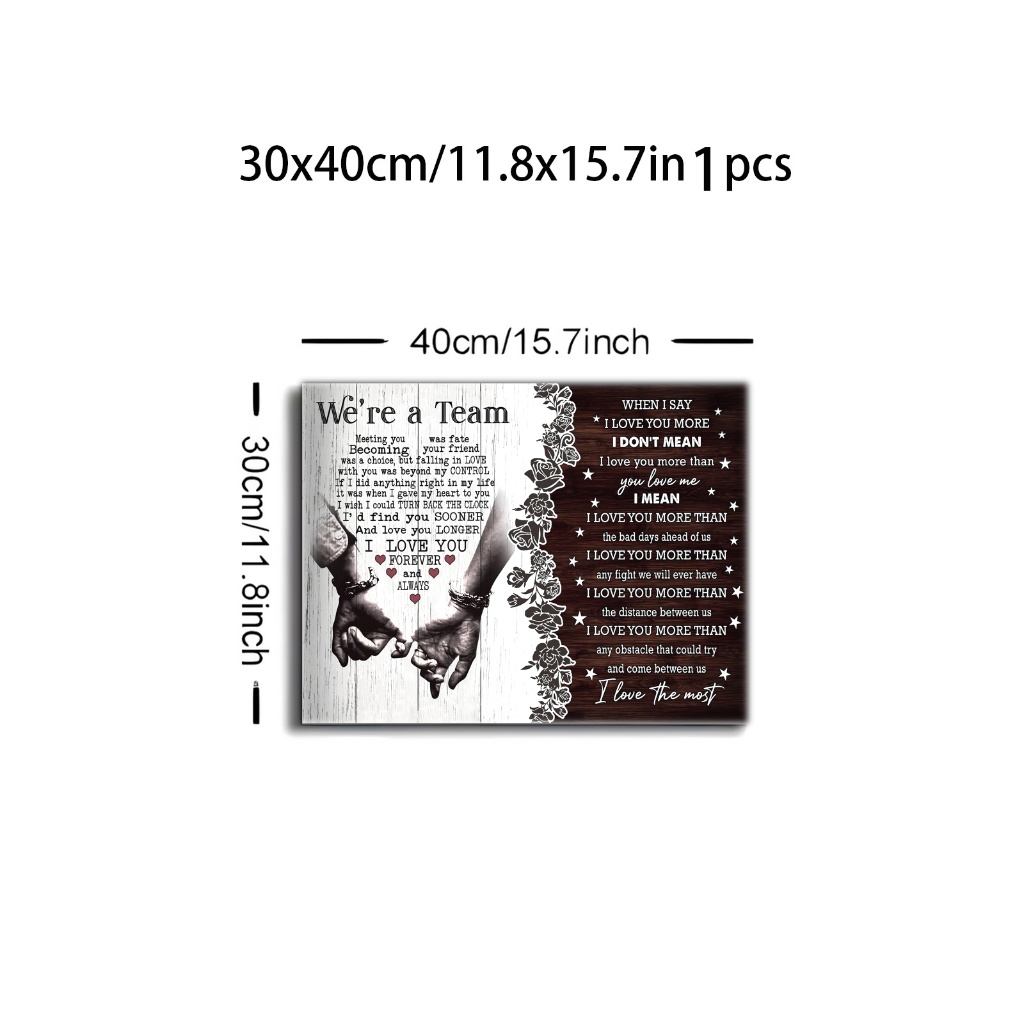 30x40cm/11.8x15.7in 1pcs
40cm/15.7inch
30cm/11.8inch
We're a Team
Meeting you was fate
Becoming your friend
was a choice, but falling in LOVE
with you was beyond my CONTROL
If I did anything right in my life
it was when I gave my heart to you
I wish I could TURN BACK THE CLOCK
I'd find you SOONER
And love you LONGER
I LOVE YOU
FOREVER
and
ALWAYS
WHEN I SAY
I LOVE YOU MORE
I DON'T MEAN
I love you more than
you love me
I MEAN
I LOVE YOU MORE THAN
the bad days ahead of us
I LOVE YOU MORE THAN
any fight we will ever have
I LOVE YOU MORE THAN
the distance between us
I LOVE YOU MORE THAN
any obstacle that could try
and come between us
I love the most